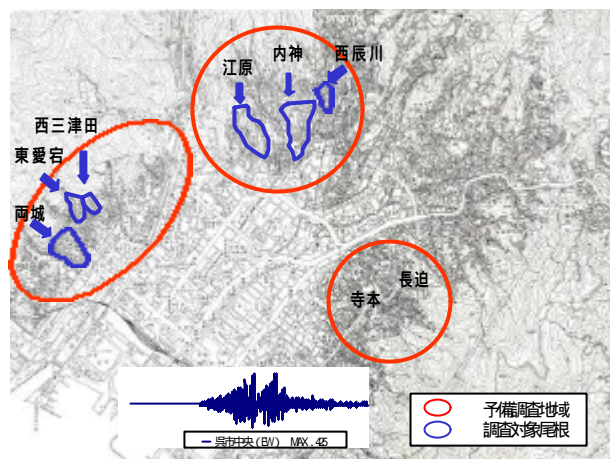 江原
内神
西辰川
西三津田
東愛宕
両城
長迫
寺本
呉市中央(EW) MAX.425
予備調査地域
調査対象尾根